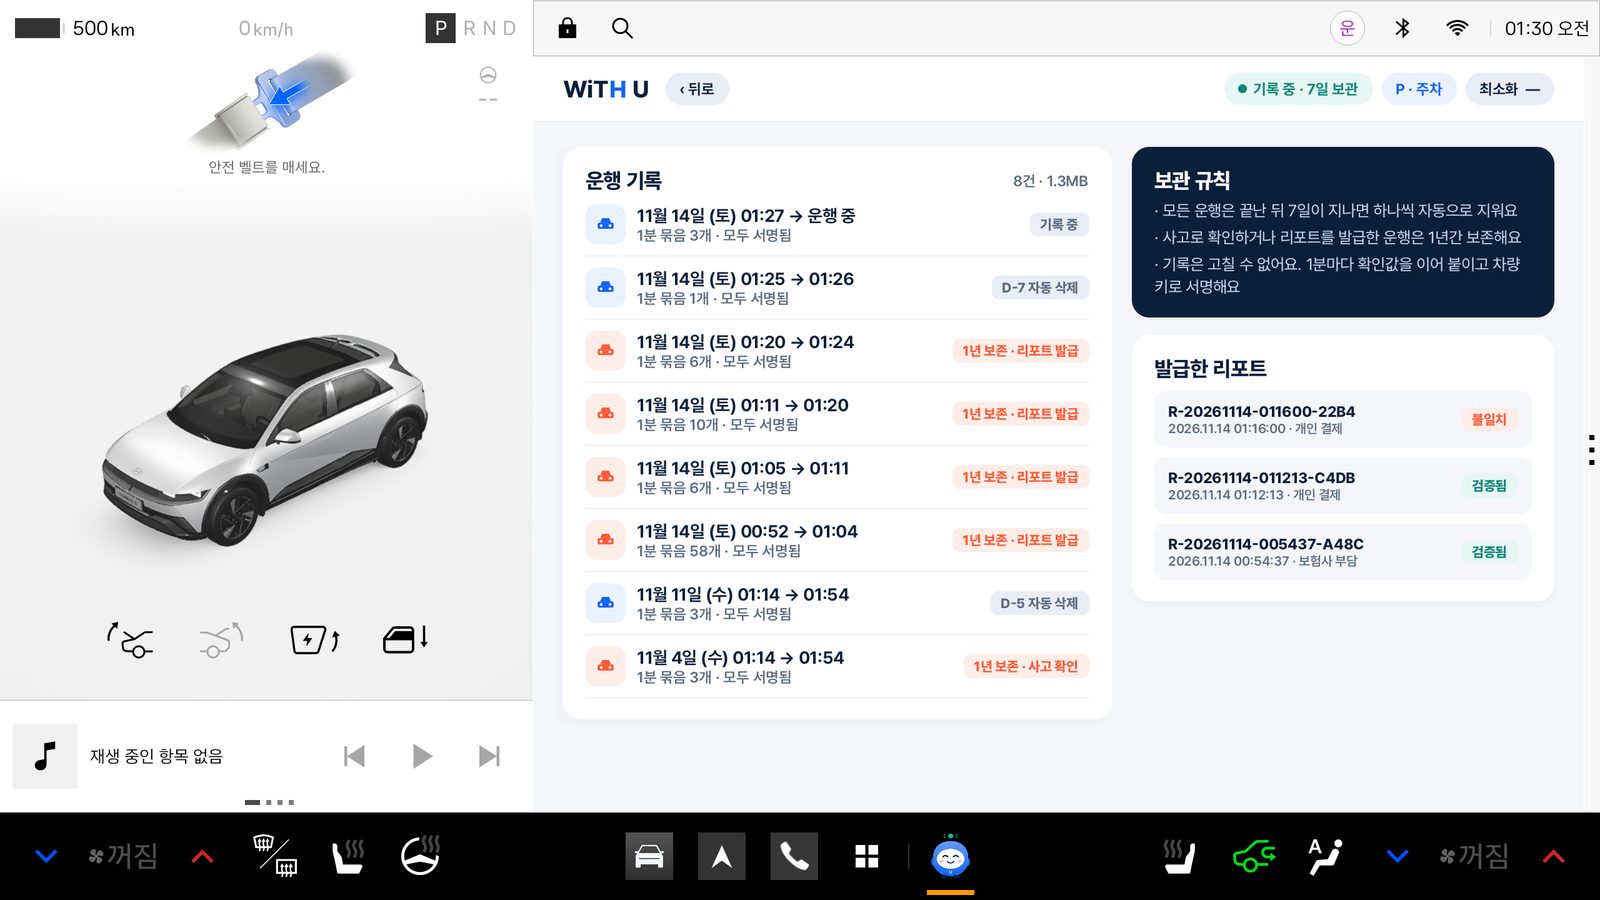 500 km
0 km/h
P R N D
운
01:30 오전
안전 벨트를 매세요.
재생 중인 항목 없음
WiTH U
‹ 뒤로
기록 중 · 7일 보관
P · 주차
최소화 —
운행 기록
8건 · 1.3MB
11월 14일 (토) 01:27 → 운행 중
1분 묶음 3개 · 모두 서명됨
기록 중
11월 14일 (토) 01:25 → 01:26
1분 묶음 1개 · 모두 서명됨
D-7 자동 삭제
11월 14일 (토) 01:20 → 01:24
1분 묶음 6개 · 모두 서명됨
1년 보존 · 리포트 발급
11월 14일 (토) 01:11 → 01:20
1분 묶음 10개 · 모두 서명됨
1년 보존 · 리포트 발급
11월 14일 (토) 01:05 → 01:11
1분 묶음 6개 · 모두 서명됨
1년 보존 · 리포트 발급
11월 14일 (토) 00:52 → 01:04
1분 묶음 58개 · 모두 서명됨
1년 보존 · 리포트 발급
11월 11일 (수) 01:14 → 01:54
1분 묶음 3개 · 모두 서명됨
D-5 자동 삭제
11월 4일 (수) 01:14 → 01:54
1분 묶음 3개 · 모두 서명됨
1년 보존 · 사고 확인
보관 규칙
· 모든 운행은 끝난 뒤 7일이 지나면 하나씩 자동으로 지워요
· 사고로 확인하거나 리포트를 발급한 운행은 1년간 보존해요
· 기록은 고칠 수 없어요. 1분마다 확인값을 이어 붙이고 차량
키로 서명해요
발급한 리포트
R-20261114-011600-22B4
2026.11.14 01:16:00 · 개인 결제
불일치
R-20261114-011213-C4DB
2026.11.14 01:12:13 · 개인 결제
검증됨
R-20261114-005437-A48C
2026.11.14 00:54:37 · 보험사 부담
검증됨
꺼짐
A
꺼짐